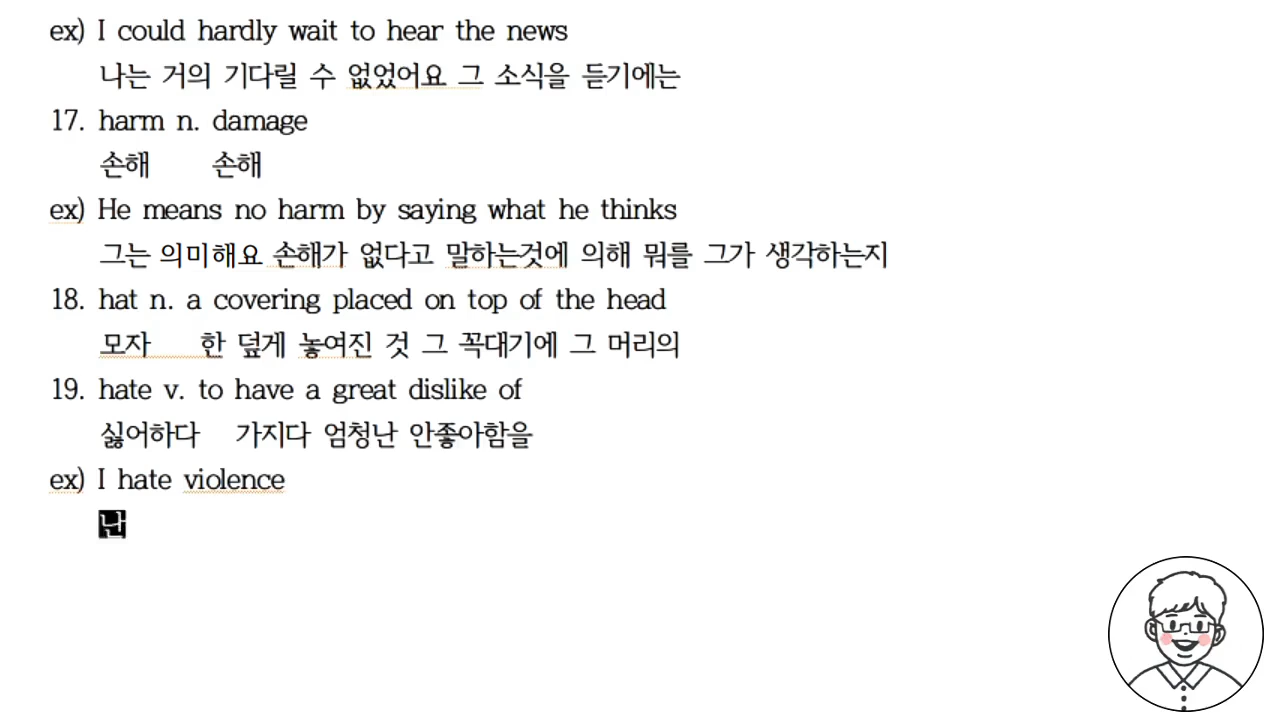 ex) I could hardly wait to hear the news
나는 거의 기다릴 수 없었어요 그 소식을 듣기에는
17. harm n. damage
손해 손해
ex) He means no harm by saying what he thinks
그는 의미해요 손해가 없다고 말하는것에 의해 뭐를 그가 생각하는지
18. hat n. a covering placed on top of the head
모자 한 덮게 놓여진 것 그 꼭대기에 그 머리의
19. hate v. to have a great dislike of
싫어하다 가지다 엄청난 안좋아함을
ex) I hate violence
난